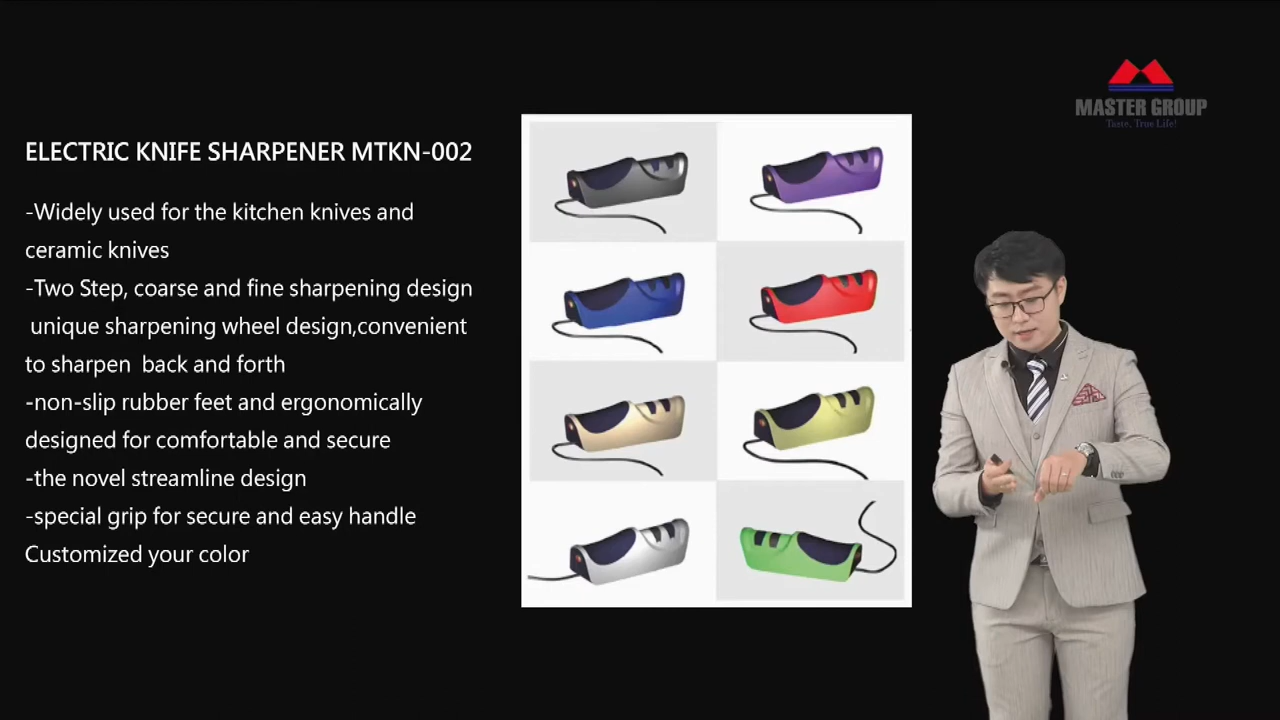 MASTER GROUP
Taste, True Life!
ELECTRIC KNIFE SHARPENER MTKN-002
-Widely used for the kitchen knives and
ceramic knives
-Two Step, coarse and fine sharpening design
unique sharpening wheel design,convenient
to sharpen back and forth
-non-slip rubber feet and ergonomically
designed for comfortable and secure
-the novel streamline design
-special grip for secure and easy handle
Customized your color